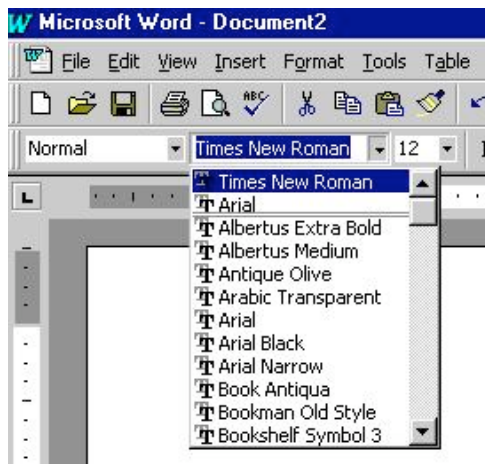 Microsoft Word - Document2
File Edit View Insert Format Tools Table
ABC
Normal Times New Roman 12
Times New Roman
Arial
Albertus Extra Bold
Albertus Medium
Antique Olive
Arabic Transparent
Arial
Arial Black
Arial Narrow
Book Antiqua
Bookman Old Style
Bookshelf Symbol 3